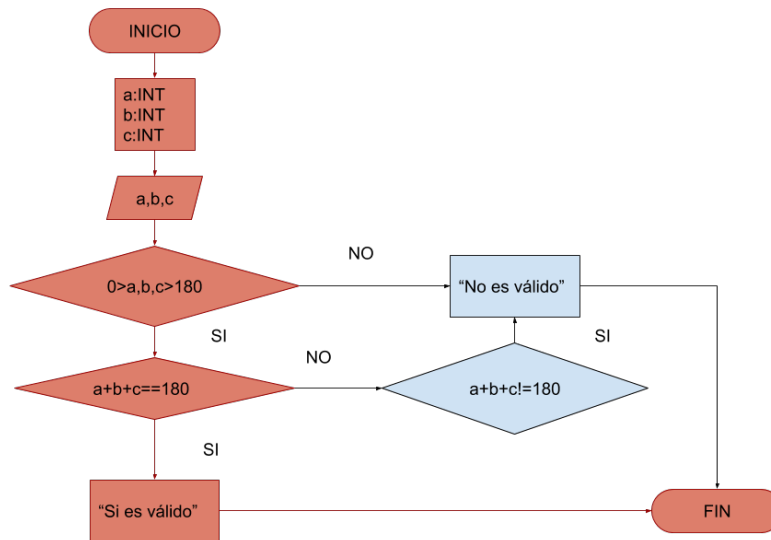 INICIO
a:INT
b:INT
c:INT
a,b,c
0>a,b,c>180
NO
“No es válido”
SI
a+b+c==180
NO
a+b+c!=180
SI
SI
“Si es válido”
FIN